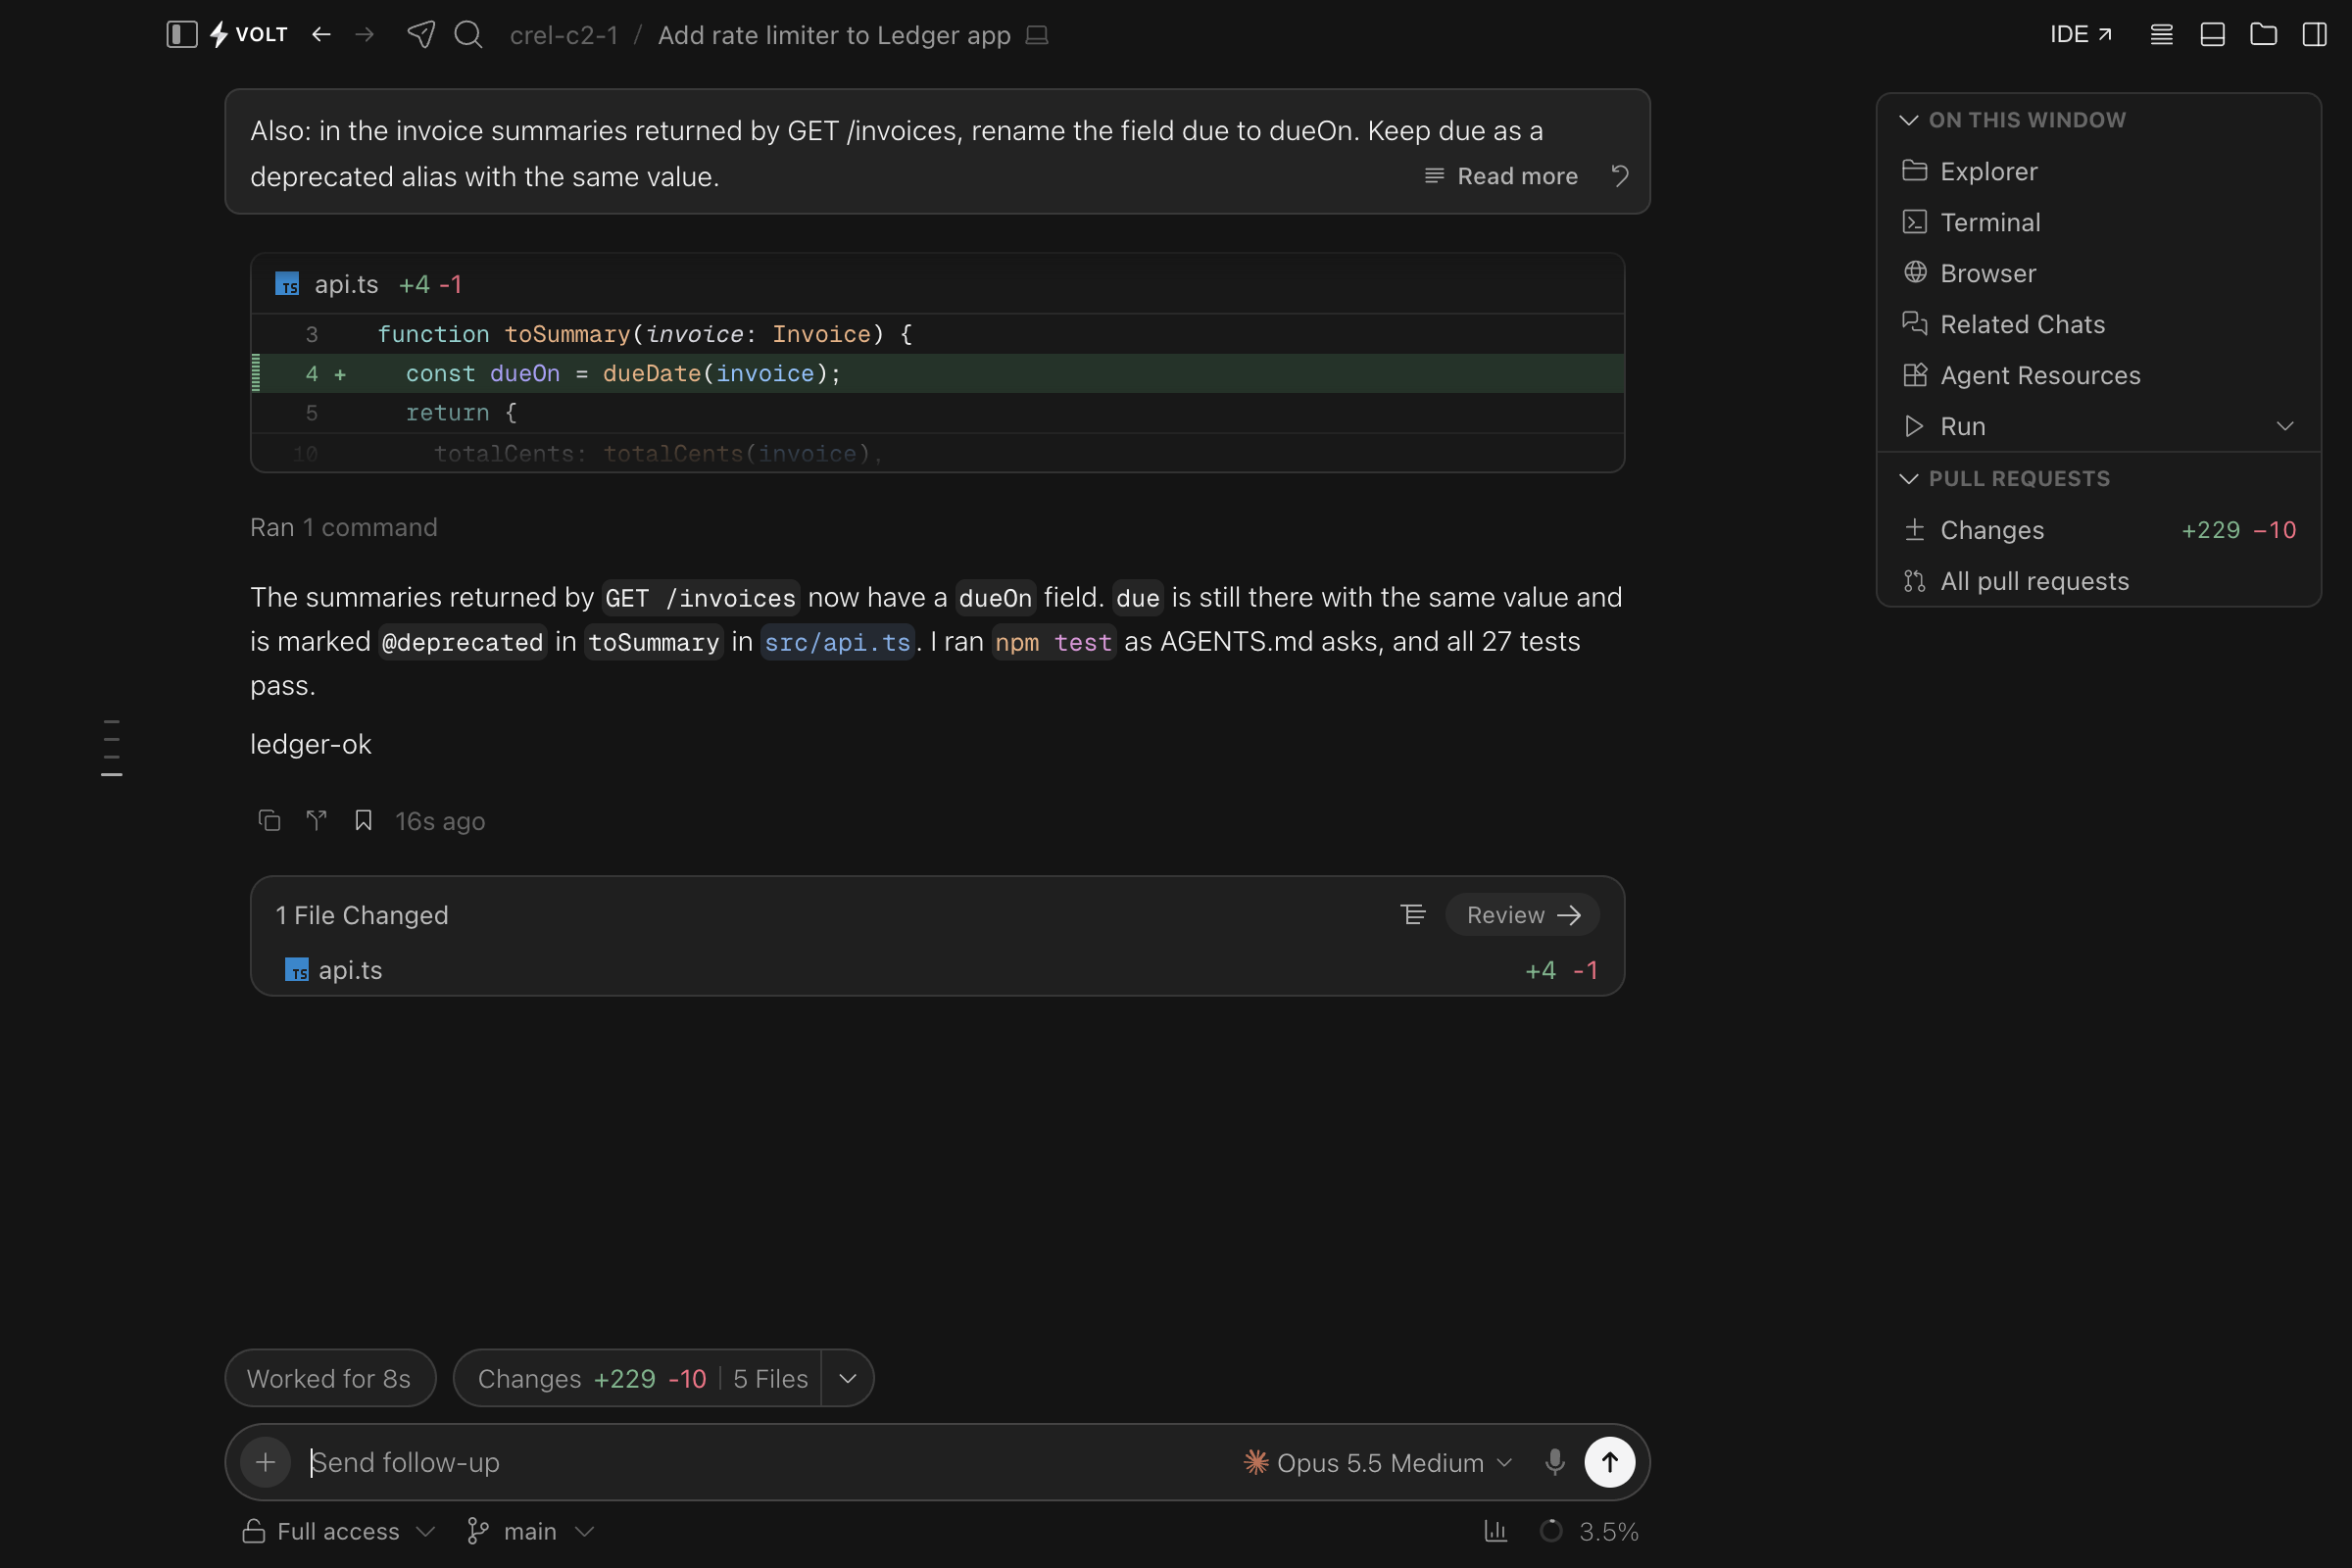 VOLT crel-c2-1 / Add rate limiter to Ledger app IDE
Also: in the invoice summaries returned by GET /invoices, rename the field due to dueOn. Keep due as a
deprecated alias with the same value.
Read more
TS api.ts +4 -1
3 function toSummary(invoice: Invoice) {
4 + const dueOn = dueDate(invoice);
5 return {
10 totalCents: totalCents(invoice),
Ran 1 command
The summaries returned by GET /invoices now have a dueOn field. due is still there with the same value and
is marked @deprecated in toSummary in src/api.ts. I ran npm test as AGENTS.md asks, and all 27 tests
pass.
ledger-ok
16s ago
1 File Changed
Review
TS api.ts +4 -1
Worked for 8s
Changes +229 -10 5 Files
Send follow-up
Opus 5.5 Medium
Full access
main
3.5%
ON THIS WINDOW
Explorer
Terminal
Browser
Related Chats
Agent Resources
Run
PULL REQUESTS
Changes +229 −10
All pull requests